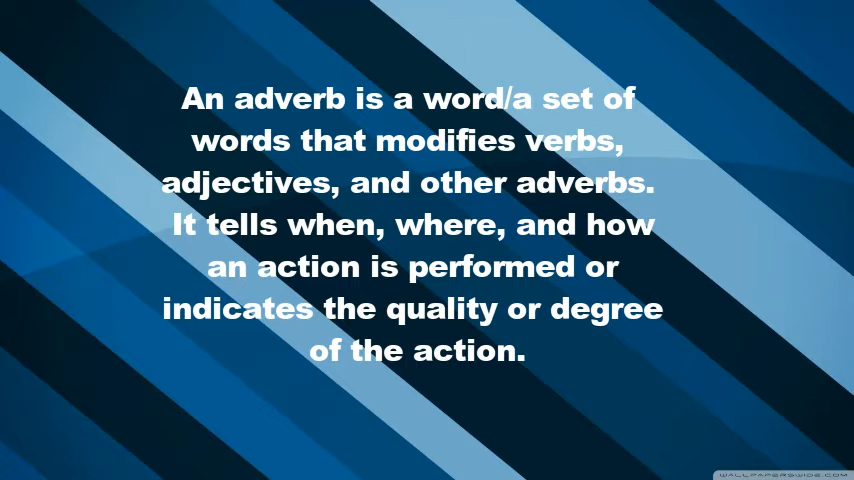 An adverb is a word/a set of
words that modifies verbs,
adjectives, and other adverbs.
It tells when, where, and how
an action is performed or
indicates the quality or degree
of the action.
WALLPAPERSWIDE.COM